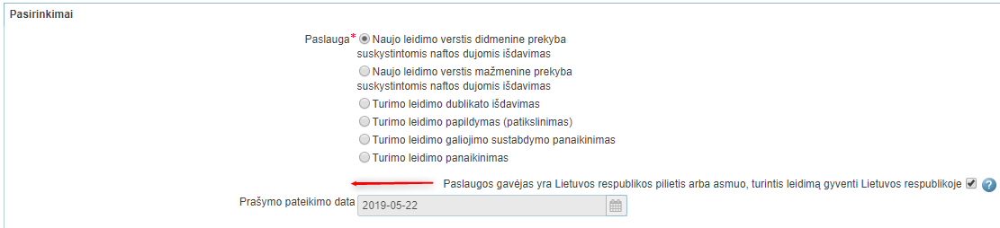 Pasirinkimai
Paslauga* Naujo leidimo verstis didmenine prekyba
suskystintomis naftos dujomis išdavimas
Naujo leidimo verstis mažmenine prekyba
suskystintomis naftos dujomis išdavimas
Turimo leidimo dublikato išdavimas
Turimo leidimo papildymas (patikslinimas)
Turimo leidimo galiojimo sustabdymo panaikinimas
Turimo leidimo panaikinimas
Paslaugos gavėjas yra Lietuvos respublikos pilietis arba asmuo, turintis leidimą gyventi Lietuvos respublikoje ?
Prašymo pateikimo data 2019-05-22